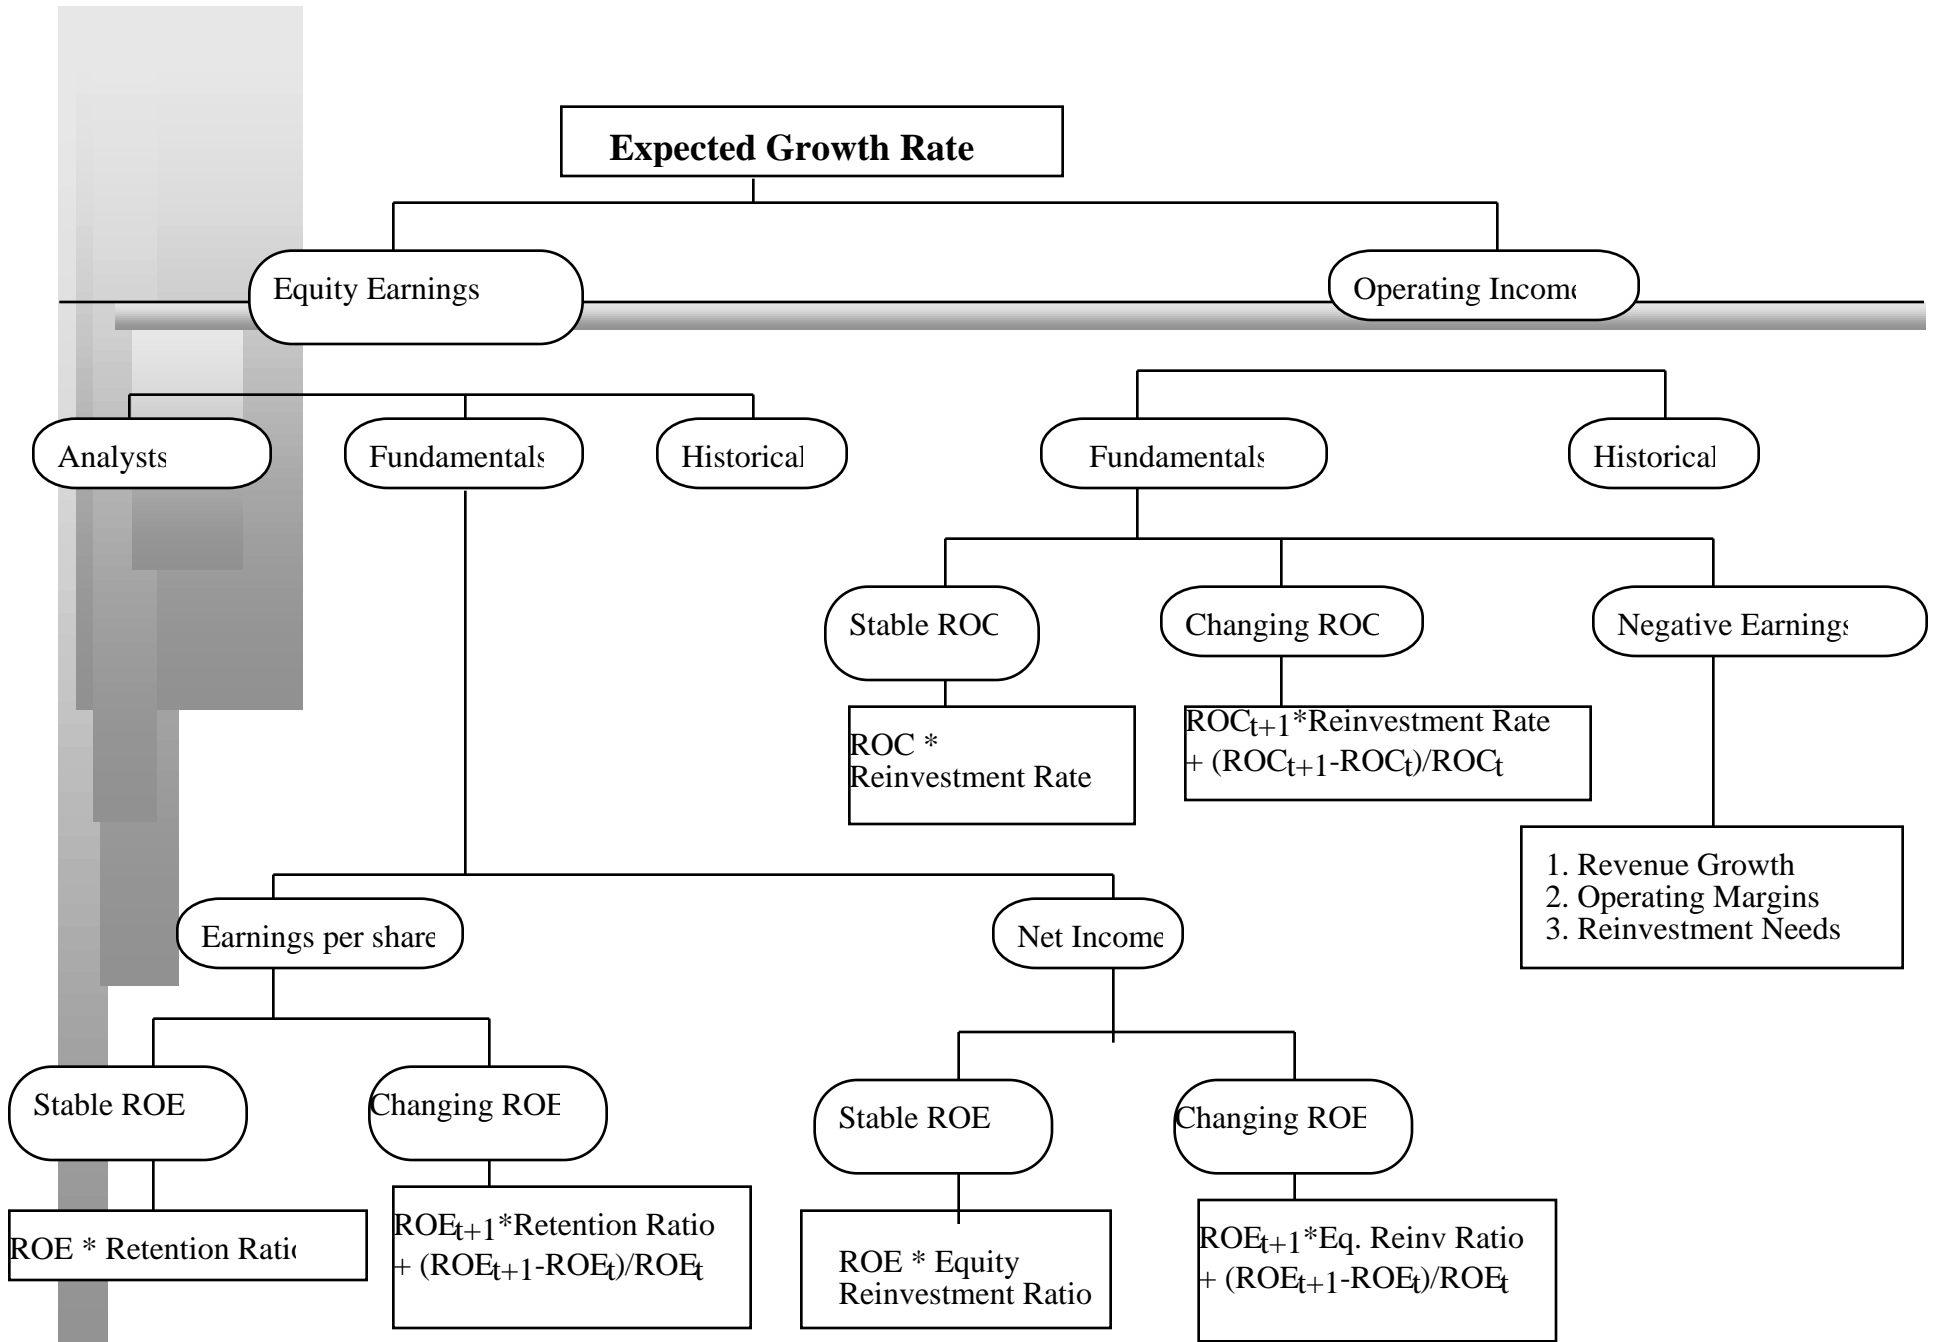 Expected Growth Rate
Equity Earnings
Operating Income
Analysts
Fundamentals
Historical
Fundamentals
Historical
Stable ROC
Changing ROC
Negative Earnings
ROC *
Reinvestment Rate
ROCt+1*Reinvestment Rate
+ (ROCt+1-ROCt)/ROCt
1. Revenue Growth
2. Operating Margins
3. Reinvestment Needs
Earnings per share
Net Income
Stable ROE
Changing ROE
Stable ROE
Changing ROE
ROE * Retention Ratio
ROEt+1*Retention Ratio
+ (ROEt+1-ROEt)/ROEt
ROE * Equity
Reinvestment Ratio
ROEt+1*Eq. Reinv Ratio
+ (ROEt+1-ROEt)/ROEt